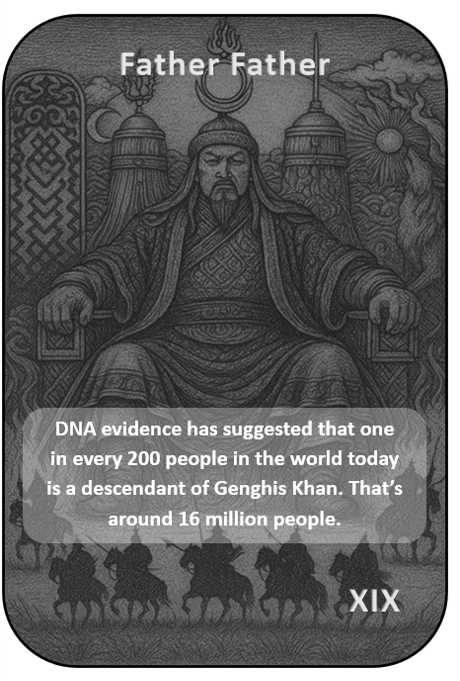 Father Father
DNA evidence has suggested that one
in every 200 people in the world today
is a descendant of Genghis Khan. That’s
around 16 million people.
XIX